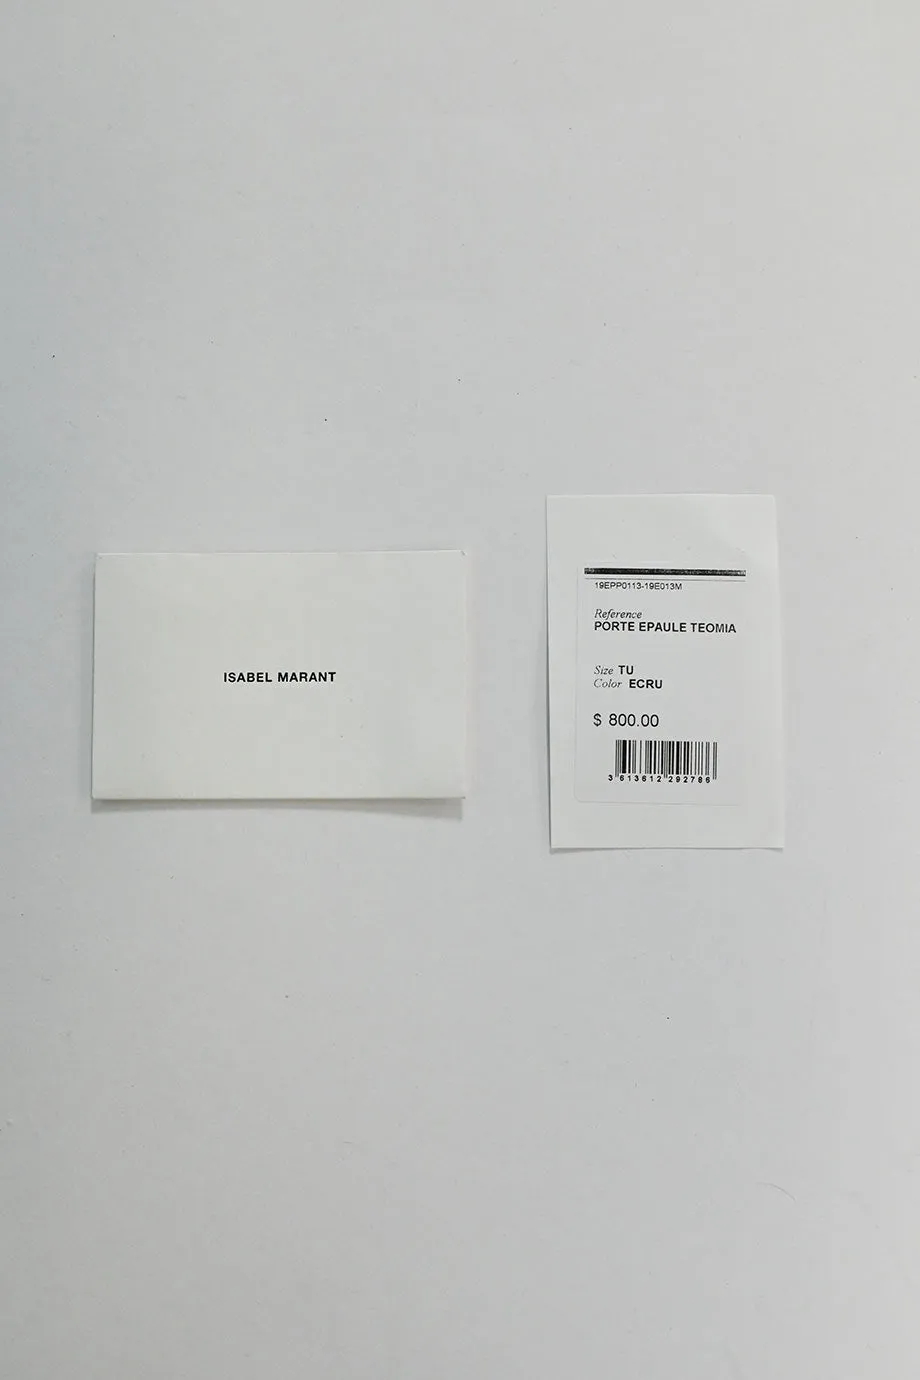 ISABEL MARANT
19EPP0113-19E013M
Reference
PORTE EPAULE TEOMIA
Size TU
Color ECRU
$ 800.00
3 613612 292786